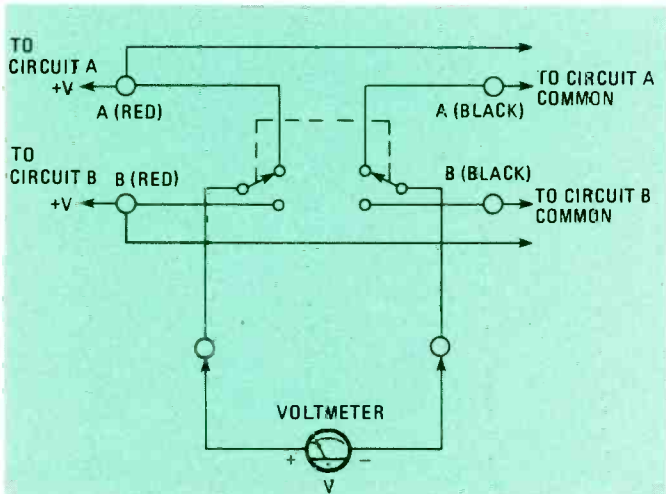 TO
CIRCUIT A
+V
A (RED)
TO CIRCUIT A
COMMON
A (BLACK)
TO
CIRCUIT B
+V
B (RED)
B (BLACK)
TO CIRCUIT B
COMMON
VOLTMETER
+
−
V